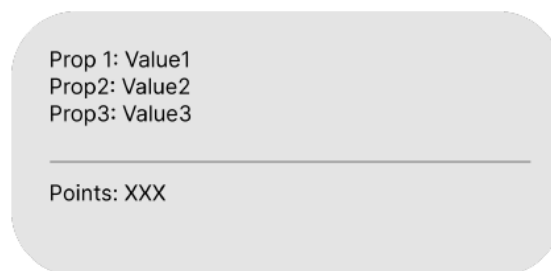 Prop 1: Value1
Prop2: Value2
Prop3: Value3
Points: XXX